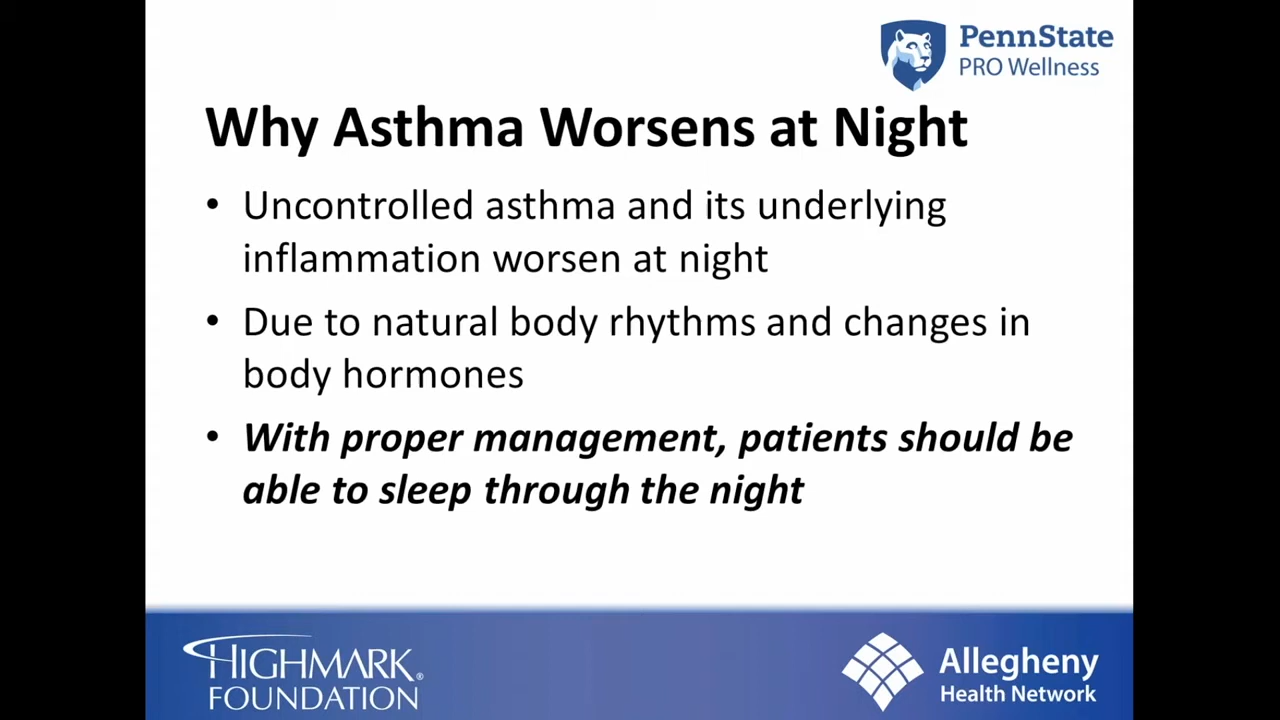 PennState
PRO Wellness
Why Asthma Worsens at Night
• Uncontrolled asthma and its underlying
inflammation worsen at night
• Due to natural body rhythms and changes in
body hormones
• With proper management, patients should be
able to sleep through the night
HIGHMARK®
FOUNDATION
Allegheny
Health Network